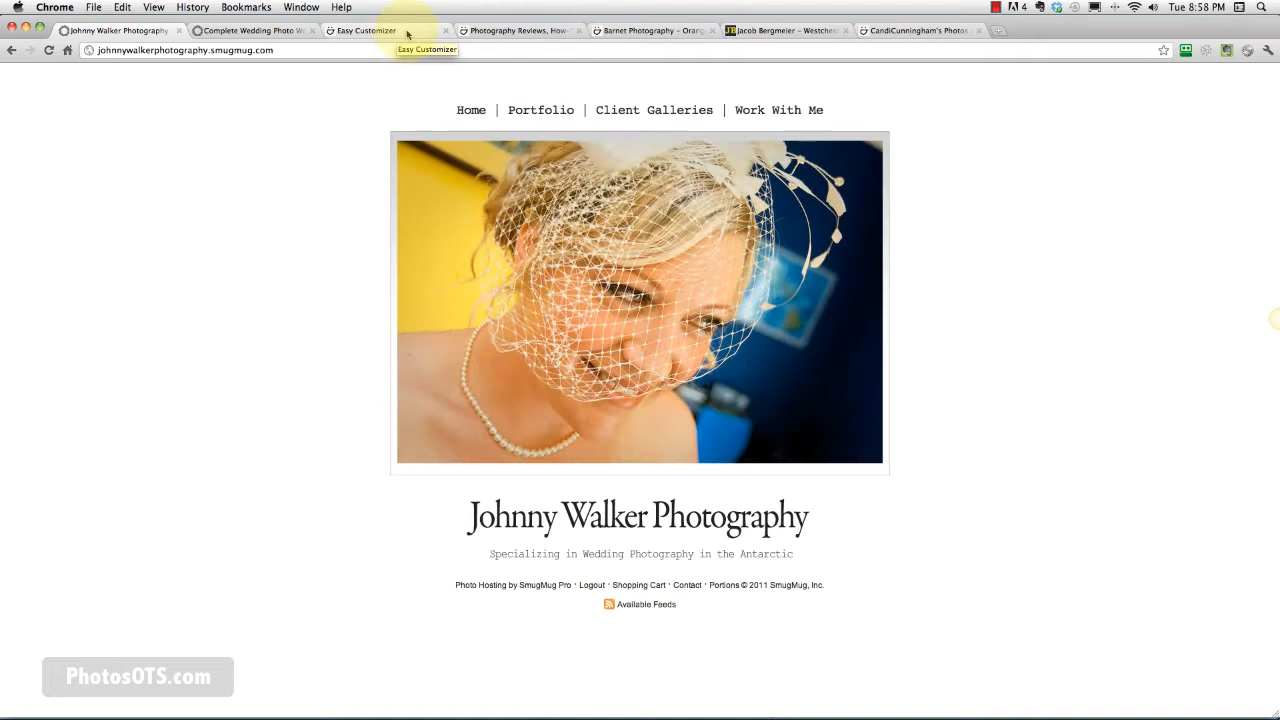 Chrome File Edit View History Bookmarks Window Help 4 Tue 8:58 PM
Johnny Walker Photography Complete Wedding Photo We Easy Customizer Photography Reviews, How- Barnet Photography – Orang JB Jacob Bergmeier – Westches CandiCunningham's Photos
johnnywalkerphotography.smugmug.com Easy Customizer
Home | Portfolio | Client Galleries | Work With Me
Johnny Walker Photography
Specializing in Wedding Photography in the Antarctic
Photo Hosting by SmugMug Pro · Logout · Shopping Cart · Contact · Portions © 2011 SmugMug, Inc.
Available Feeds
PhotosOTS.com